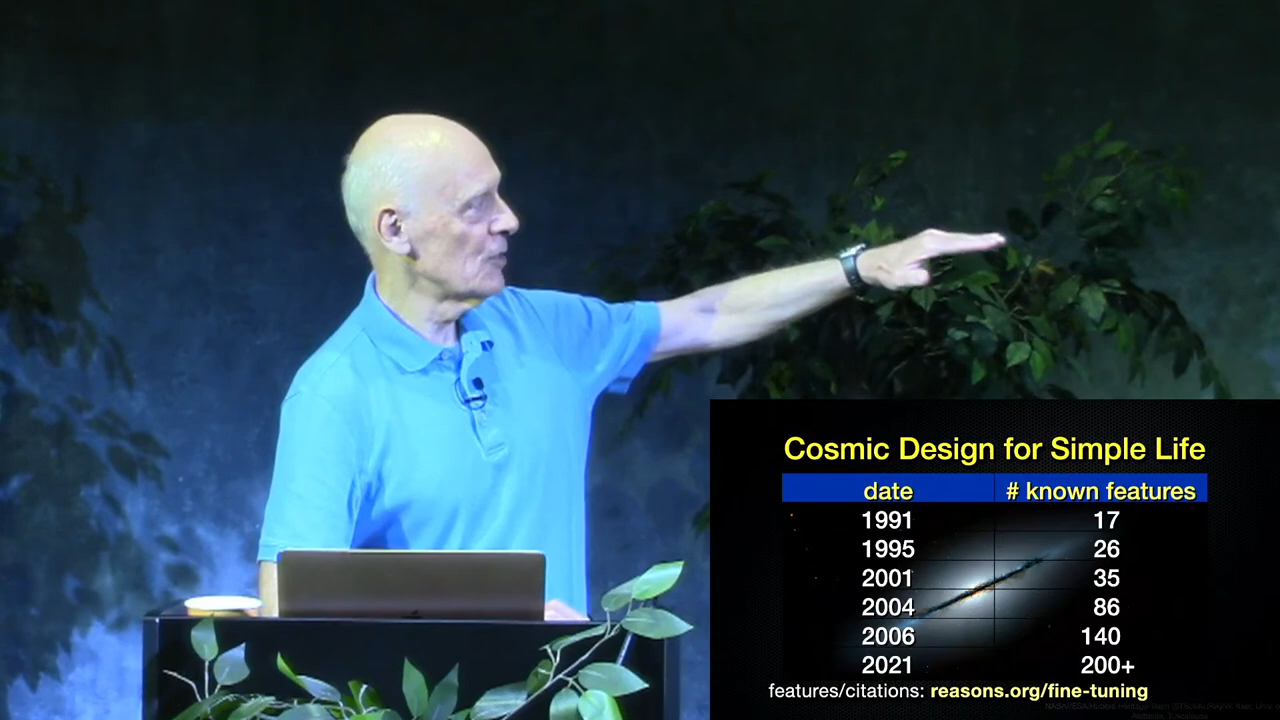 Cosmic Design for Simple Life
date # known features
1991 17
1995 26
2001 35
2004 86
2006 140
2021 200+
features/citations: reasons.org/fine-tuning